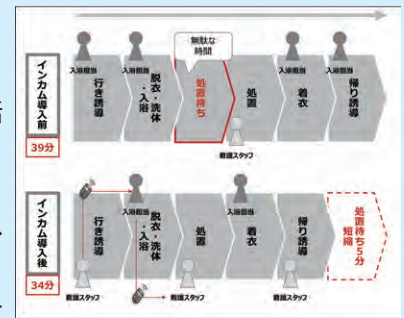 無駄な
時間
インカム導入前
39分
入浴担当
入浴担当
入浴担当
入浴担当
行き誘導
脱衣・洗体
・入浴
処置待ち
処置
着衣
帰り誘導
看護スタッフ
インカム導入後
34分
入浴担当
入浴担当
行き誘導
脱衣・洗体
・入浴
処置
着衣
帰り誘導
処置待ち5分
短縮
看護スタッフ
看護スタッフ
看護スタッフ